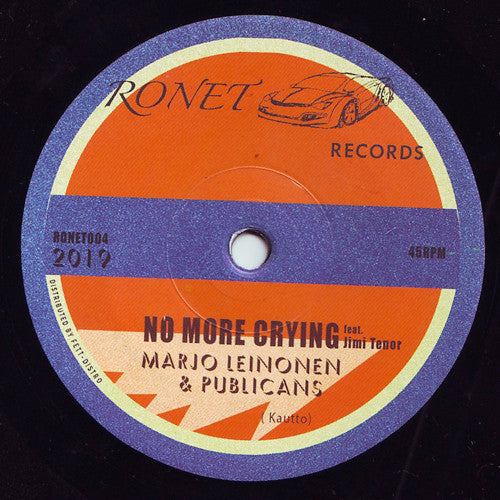 RONET
RECORDS
RONET004
2019
45RPM
DISTRIBUTED BY FETT-DISTRO
NO MORE CRYING feat. Jimi Tenor
MARJO LEINONEN
& PUBLICANS
( Kautto)